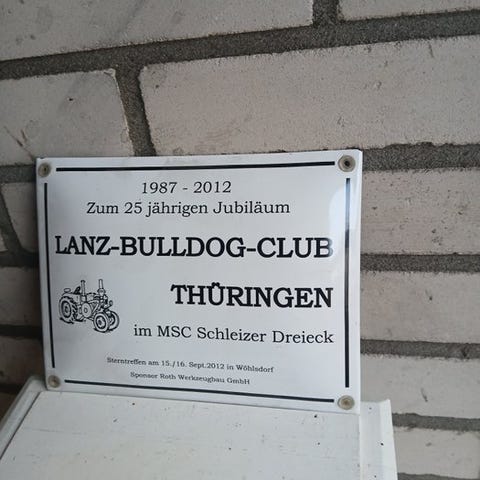 1987 - 2012
Zum 25 jährigen Jubiläum
LANZ-BULLDOG-CLUB
THÜRINGEN
im MSC Schleizer Dreieck
Sterntreffen am 15./16. Sept.2012 in Wöhlsdorf
Sponsor Roth Werkzeugbau GmbH